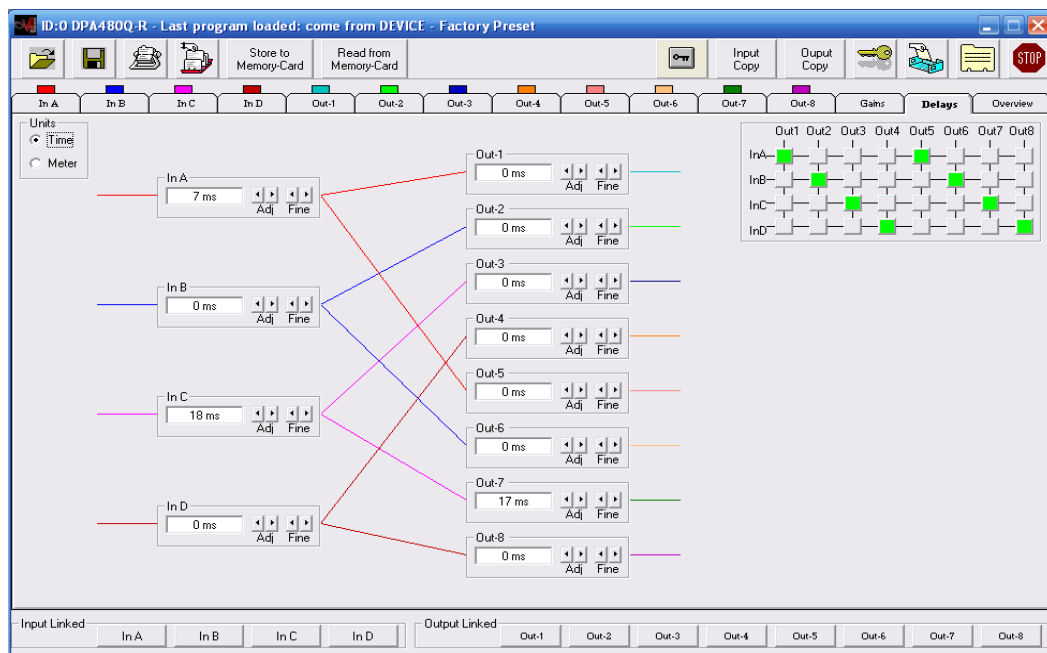 ID:0 DPA480Q-R - Last program loaded: come from DEVICE - Factory Preset
Store to Memory-Card
Read from Memory-Card
Input Copy
Ouput Copy
STOP
In A In B In C In D Out-1 Out-2 Out-3 Out-4 Out-5 Out-6 Out-7 Out-8 Gains Delays Overview
Units
Time
Meter
In A
7 ms
Adj Fine
In B
0 ms
Adj Fine
In C
18 ms
Adj Fine
In D
0 ms
Adj Fine
Out-1
0 ms
Adj Fine
Out-2
0 ms
Adj Fine
Out-3
0 ms
Adj Fine
Out-4
0 ms
Adj Fine
Out-5
0 ms
Adj Fine
Out-6
0 ms
Adj Fine
Out-7
17 ms
Adj Fine
Out-8
0 ms
Adj Fine
Out1 Out2 Out3 Out4 Out5 Out6 Out7 Out8
InA
InB
InC
InD
Input Linked
In A In B In C In D
Output Linked
Out-1 Out-2 Out-3 Out-4 Out-5 Out-6 Out-7 Out-8